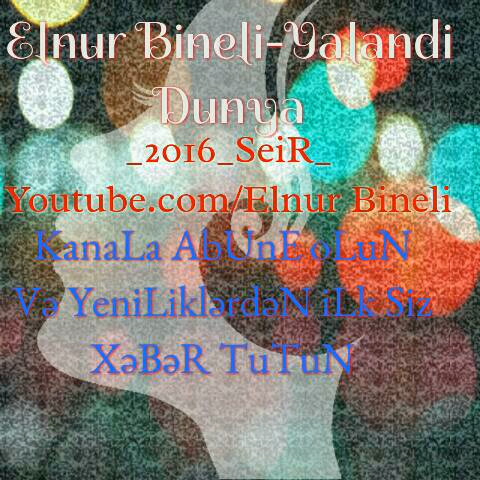 Elnur Bineli-Yalandi
Dunya
_2016_SeiR_
Youtube.com/Elnur Bineli
KanaLa AbUnE oLuN
Və YeniLiklərdəN iLk Siz
XəBəR TuTuN